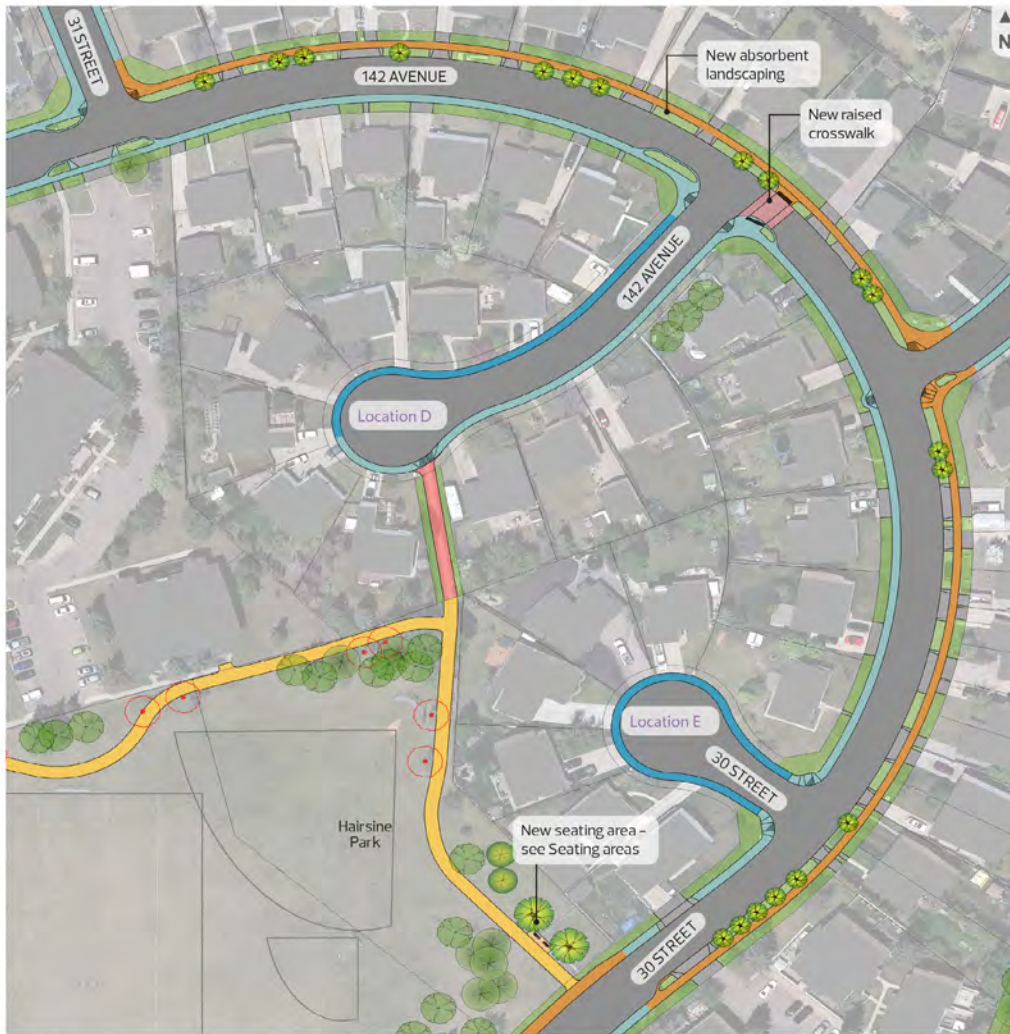 ▲
N
31 STREET
142 AVENUE
New absorbent
landscaping
New raised
crosswalk
142 AVENUE
Location D
Location E
30 STREET
New seating area –
see Seating areas
Hairsine
Park
30 STREET